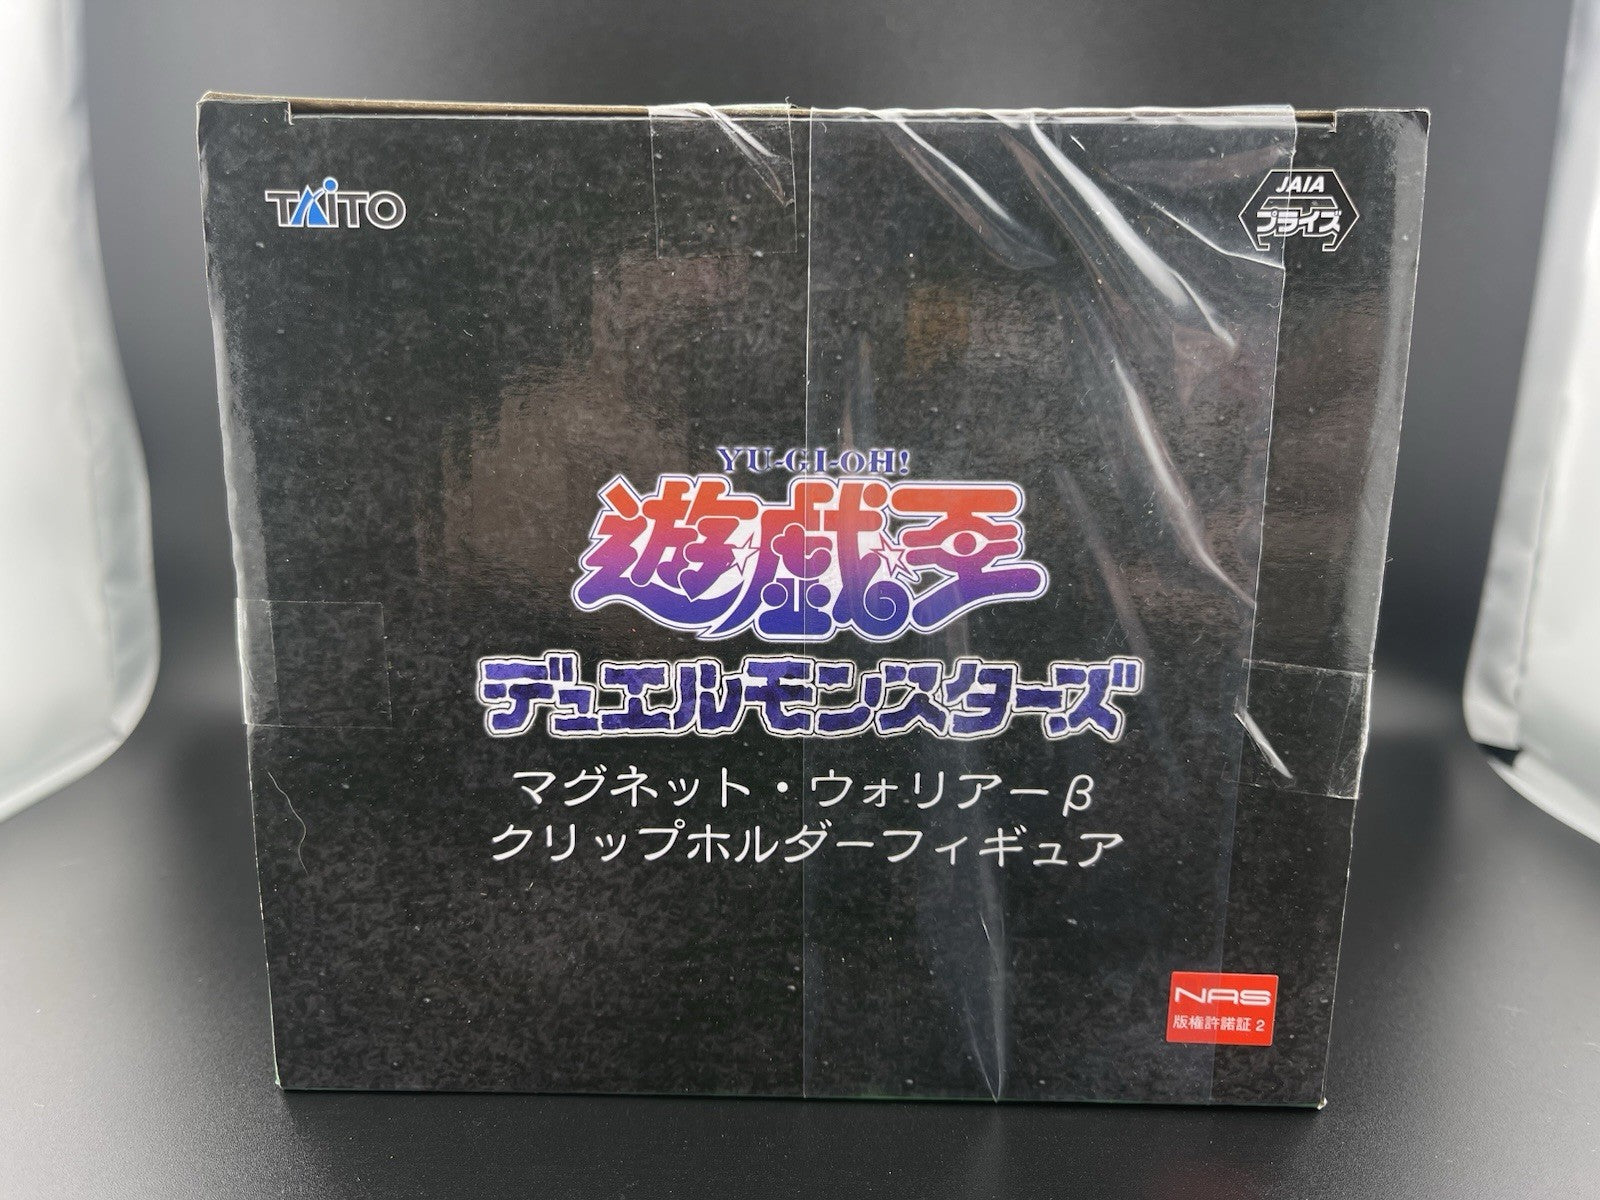 TAITO
JAIA
プライズ
YU-GI-OH!
遊☆戯☆王
デュエルモンスターズ
マグネット・ウォリアーβ
クリップホルダーフィギュア
NAS
版権許諾証2